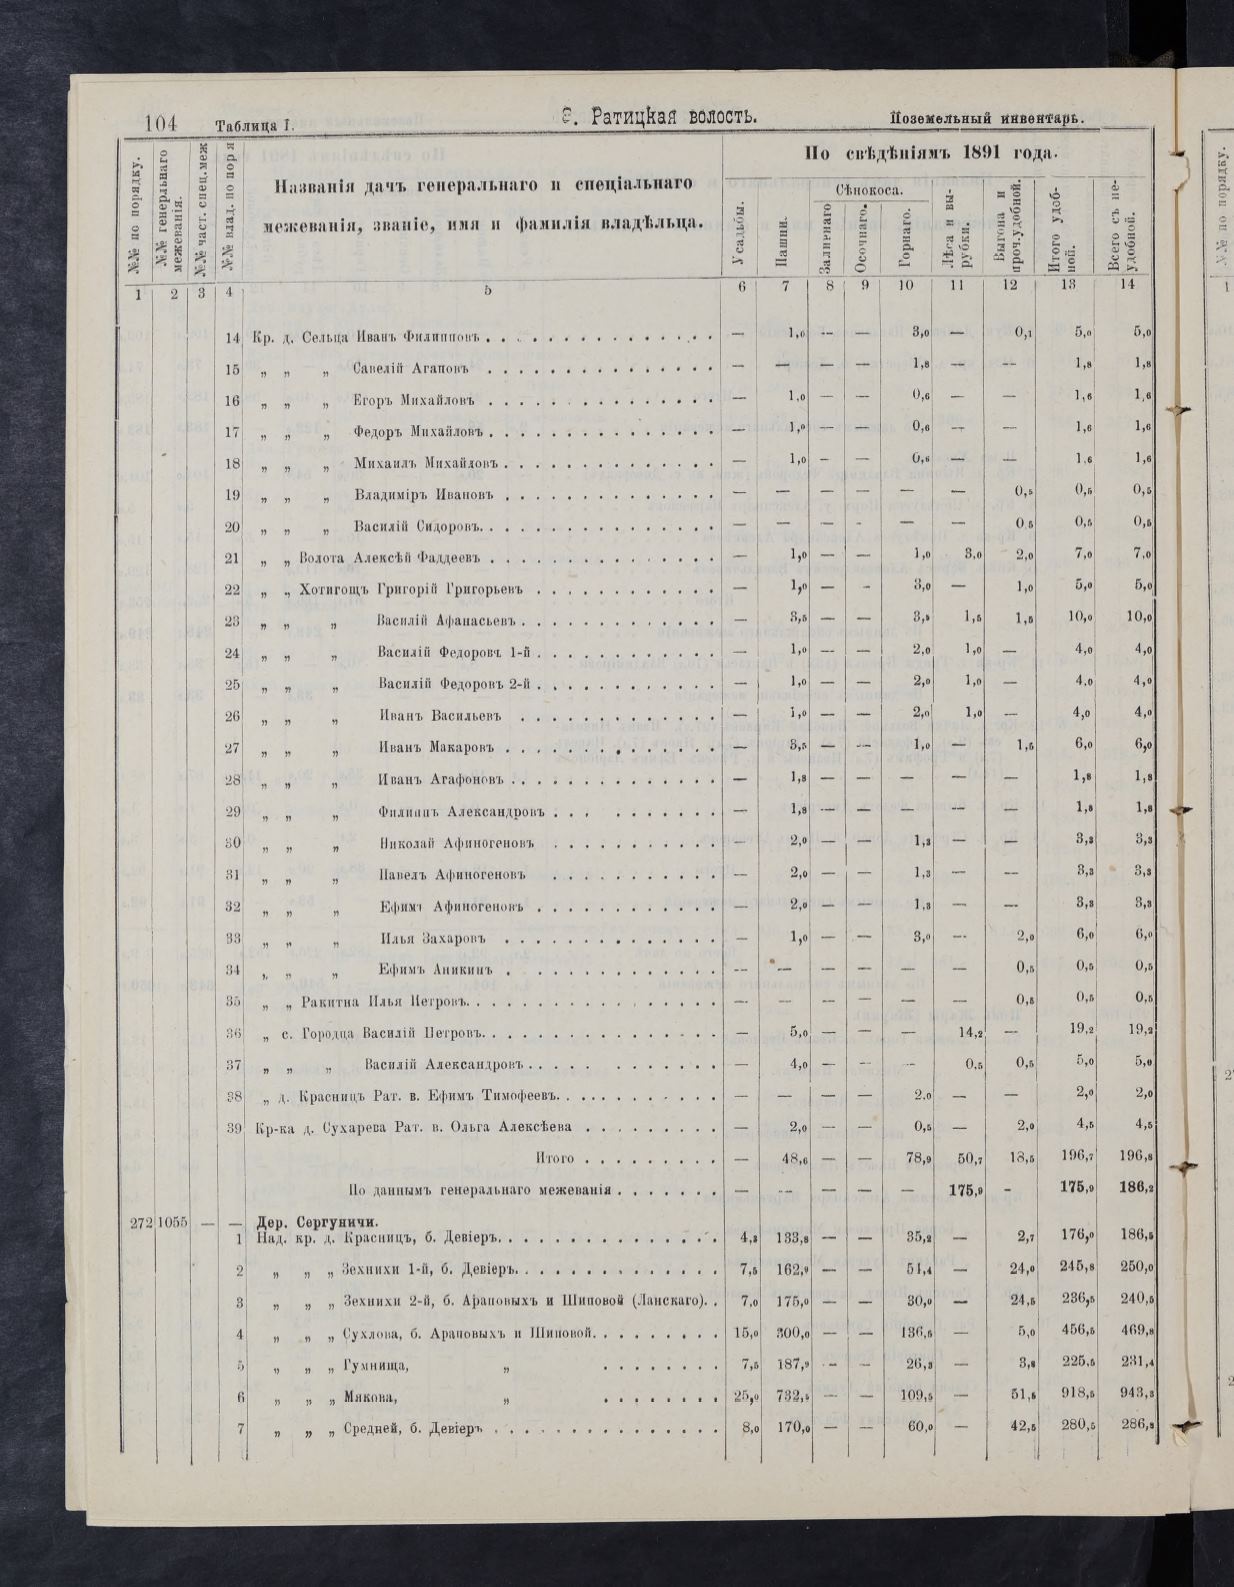 104 Таблица I. Ѳ. Ратицкая волость. Поземельный инвентарь.
№№ по порядку. №№ генеральнаго межеванія. №№ част. спец. меж №№ влад. по пор я
Названія дачъ генеральнаго и спеціальнаго
межеванія, званіе, имя и фамилія владѣльца.
По свѣдѣніямъ 1891 года.
Усадьбы. Пашни. Сѣнокоса. Заливнаго Осочнаго. Горнаго. Лѣса и вырубки. Выгона и проч. удобной. Итого удобной. Всего съ неудобной.
1 2 3 4 5 6 7 8 9 10 11 12 13 14
14 Кр. д. Сельца Иванъ Филипповъ — 1,0 — — 3,0 — 0,1 5,0 5,0
15 „ „ „ Савелій Агаповъ — — — — 1,8 — — 1,8 1,8
16 „ „ „ Егоръ Михайловъ — 1,0 — — 0,6 — — 1,6 1,6
17 „ „ „ Федоръ Михайловъ — 1,0 — — 0,6 — — 1,6 1,6
18 „ „ „ Михаилъ Михайловъ — 1,0 — — 0,6 — — 1,6 1,6
19 „ „ „ Владиміръ Ивановъ — — — — — — 0,5 0,5 0,5
20 „ „ „ Василій Сидоровъ — — — — — — 0,5 0,5 0,5
21 „ „ Волота Алексѣй Фаддеевъ — 1,0 — — 1,0 3,0 2,0 7,0 7,0
22 „ „ Хотигощъ Григорій Григорьевъ — 1,0 — — 3,0 — 1,0 5,0 5,0
23 „ „ „ Василій Афанасьевъ — 3,5 — — 3,5 1,5 1,5 10,0 10,0
24 „ „ „ Василій Федоровъ 1-й — 1,0 — — 2,0 1,0 — 4,0 4,0
25 „ „ „ Василій Федоровъ 2-й — 1,0 — — 2,0 1,0 — 4,0 4,0
26 „ „ „ Иванъ Васильевъ — 1,0 — — 2,0 1,0 — 4,0 4,0
27 „ „ „ Иванъ Макаровъ — 3,5 — — 1,0 — 1,5 6,0 6,0
28 „ „ „ Иванъ Агафоновъ — 1,8 — — — — — 1,8 1,8
29 „ „ „ Филиппъ Александровъ — 1,8 — — — — — 1,8 1,8
30 „ „ „ Николай Афиногеновъ — 2,0 — — 1,3 — — 3,3 3,3
31 „ „ „ Павелъ Афиногеновъ — 2,0 — — 1,3 — — 3,3 3,3
32 „ „ „ Ефимъ Афиногеновъ — 2,0 — — 1,3 — — 3,3 3,3
33 „ „ „ Илья Захаровъ — 1,0 — — 3,0 — 2,0 6,0 6,0
34 „ „ „ Ефимъ Аникинъ — — — — — — 0,5 0,5 0,5
35 „ „ Ракитна Илья Петровъ — — — — — — 0,5 0,5 0,5
36 „ с. Городца Василій Петровъ — 5,0 — — — 14,2 — 19,2 19,2
37 „ „ „ Василій Александровъ — 4,0 — — — 0,5 0,5 5,0 5,0
38 „ д. Красницъ Рат. в. Ефимъ Тимофеевъ — — — — 2,0 — — 2,0 2,0
39 Кр-ка д. Сухарева Рат. в. Ольга Алексѣева — 2,0 — — 0,5 — 2,0 4,5 4,5
Итого — 48,6 — — 78,9 50,7 18,5 196,7 196,8
По даннымъ генеральнаго межеванія — — — — — 175,9 — 175,9 186,2
272 1055 — — Дер. Сергуничи.
1 Над. кр. д. Красницъ, б. Девіеръ 4,3 133,8 — — 35,2 — 2,7 176,0 186,5
2 „ „ „ Зехнихи 1-й, б. Девіеръ 7,5 162,9 — — 51,4 — 24,0 245,8 250,0
3 „ „ „ Зехнихи 2-й, б. Араповыхъ и Шиповой (Ланскаго) 7,0 175,0 — — 30,0 — 24,5 236,5 240,5
4 „ „ „ Сухлова, б. Араповыхъ и Шиповой 15,0 300,0 — — 136,5 — 5,0 456,5 469,8
5 „ „ „ Гумнища, „ 7,5 187,9 — — 26,3 — 3,8 225,5 231,4
6 „ „ „ Мякова, „ 25,0 732,5 — — 109,5 — 51,5 918,5 943,3
7 „ „ „ Средней, б. Девіеръ 8,0 170,0 — — 60,0 — 42,5 280,5 286,8